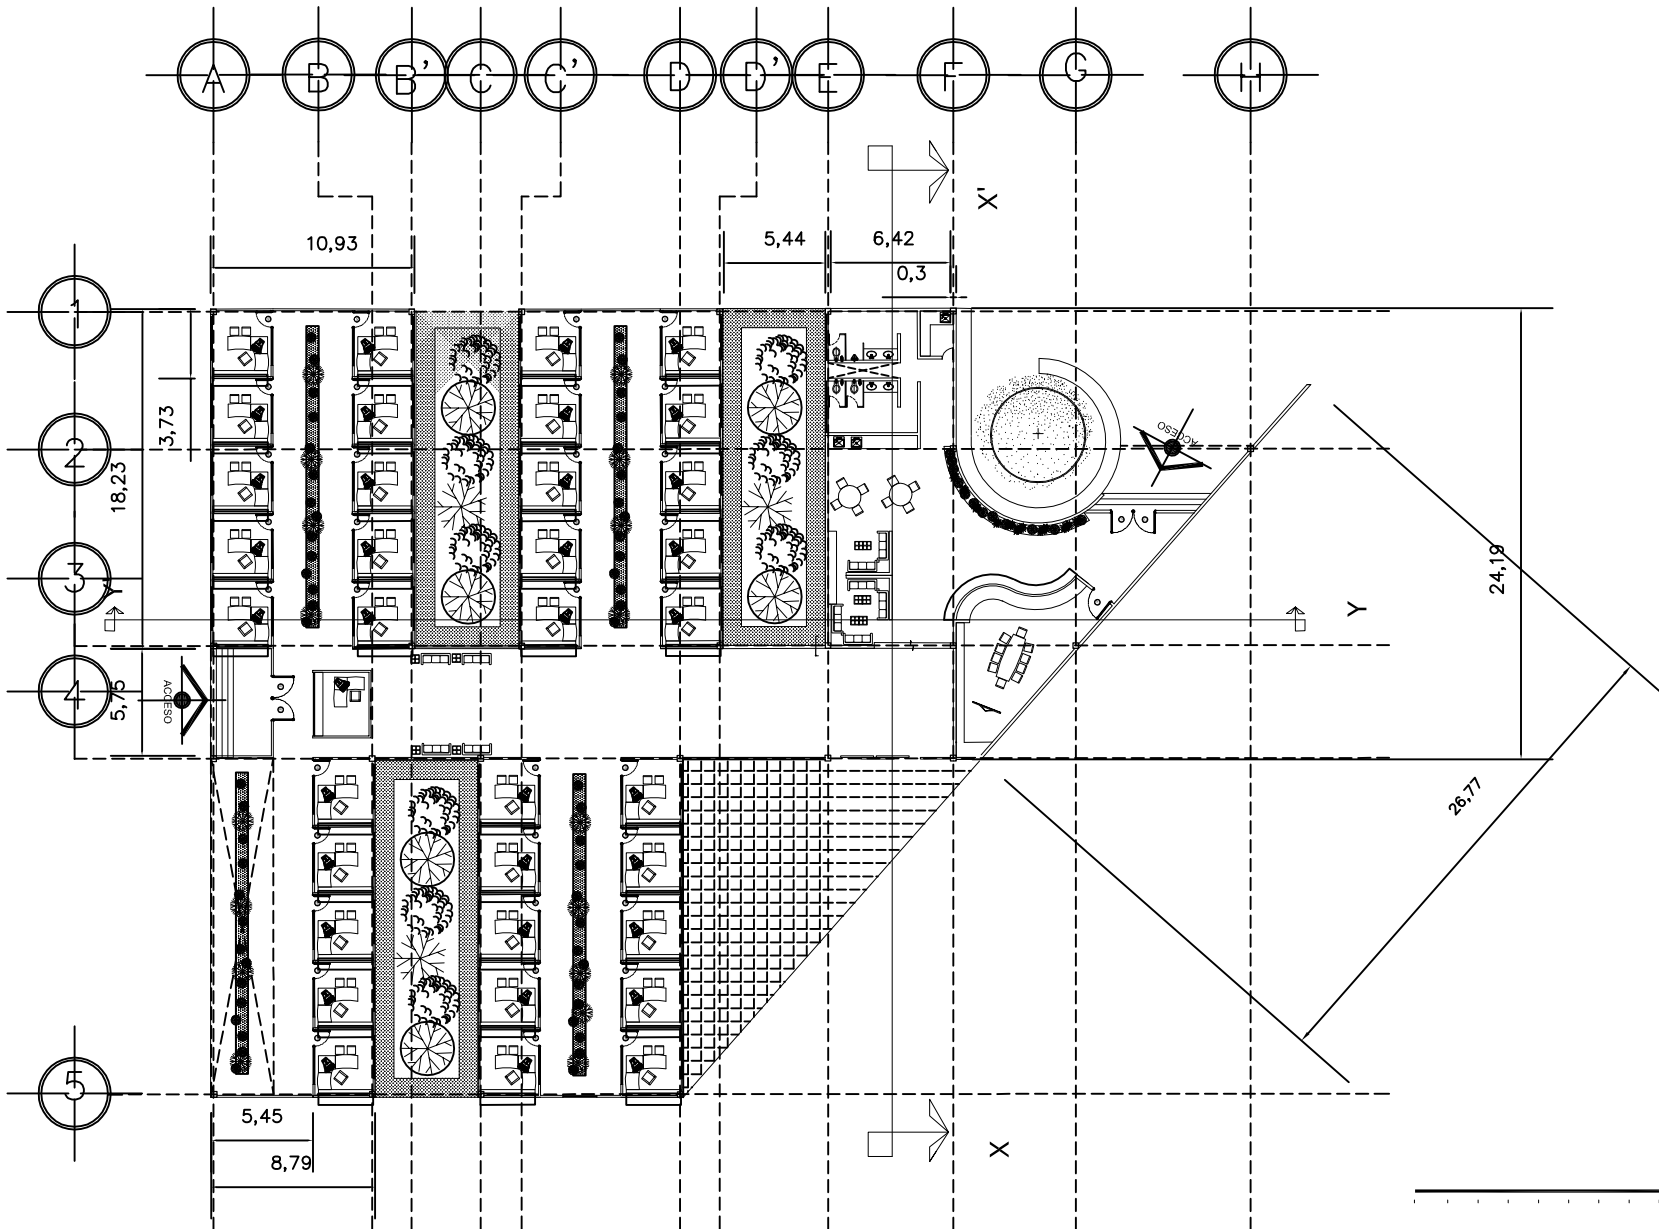 A B B' C C' D D' E F G H
X'
10,93
5,44
6,42
0,3
1
3,73
2
ACCESO
18,23
3
24,19
Y'
Y
4
5,75
ACCESO
26,77
5
5,45
X
8,79